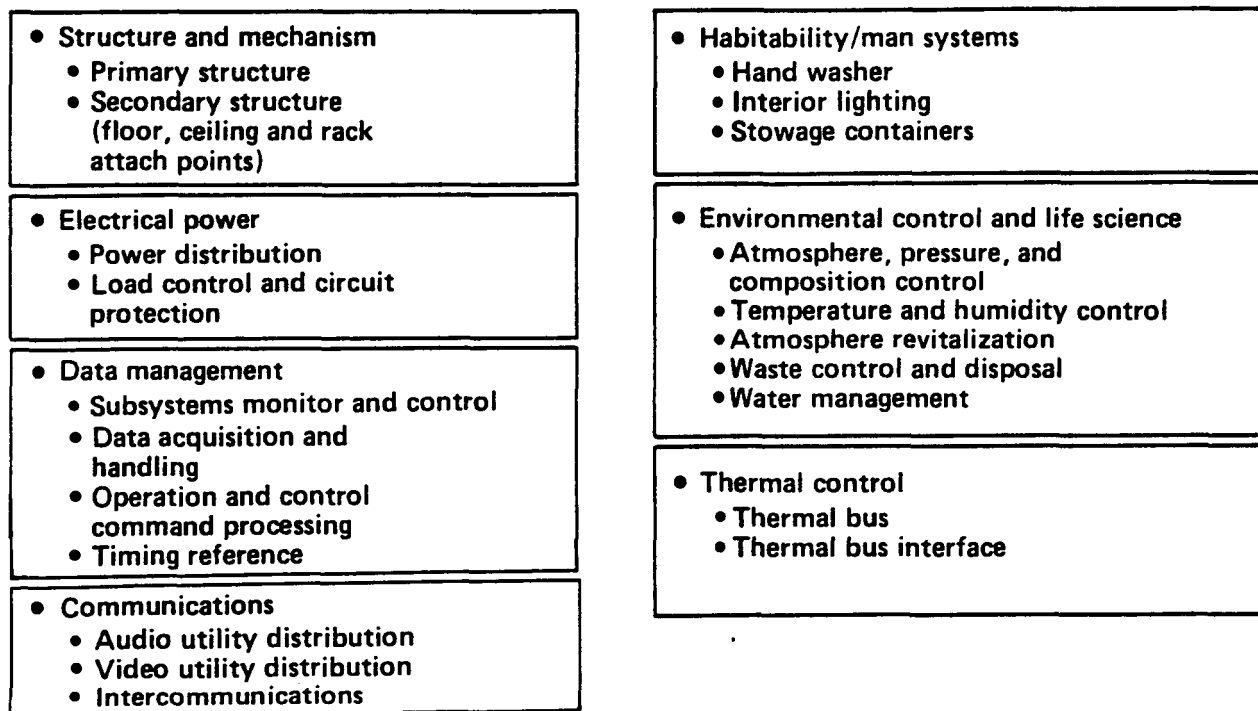 • Structure and mechanism
• Primary structure
• Secondary structure
(floor, ceiling and rack
attach points)
• Electrical power
• Power distribution
• Load control and circuit
protection
• Data management
• Subsystems monitor and control
• Data acquisition and
handling
• Operation and control
command processing
• Timing reference
• Communications
• Audio utility distribution
• Video utility distribution
• Intercommunications
• Habitability/man systems
• Hand washer
• Interior lighting
• Stowage containers
• Environmental control and life science
• Atmosphere, pressure, and
composition control
• Temperature and humidity control
• Atmosphere revitalization
• Waste control and disposal
• Water management
• Thermal control
• Thermal bus
• Thermal bus interface